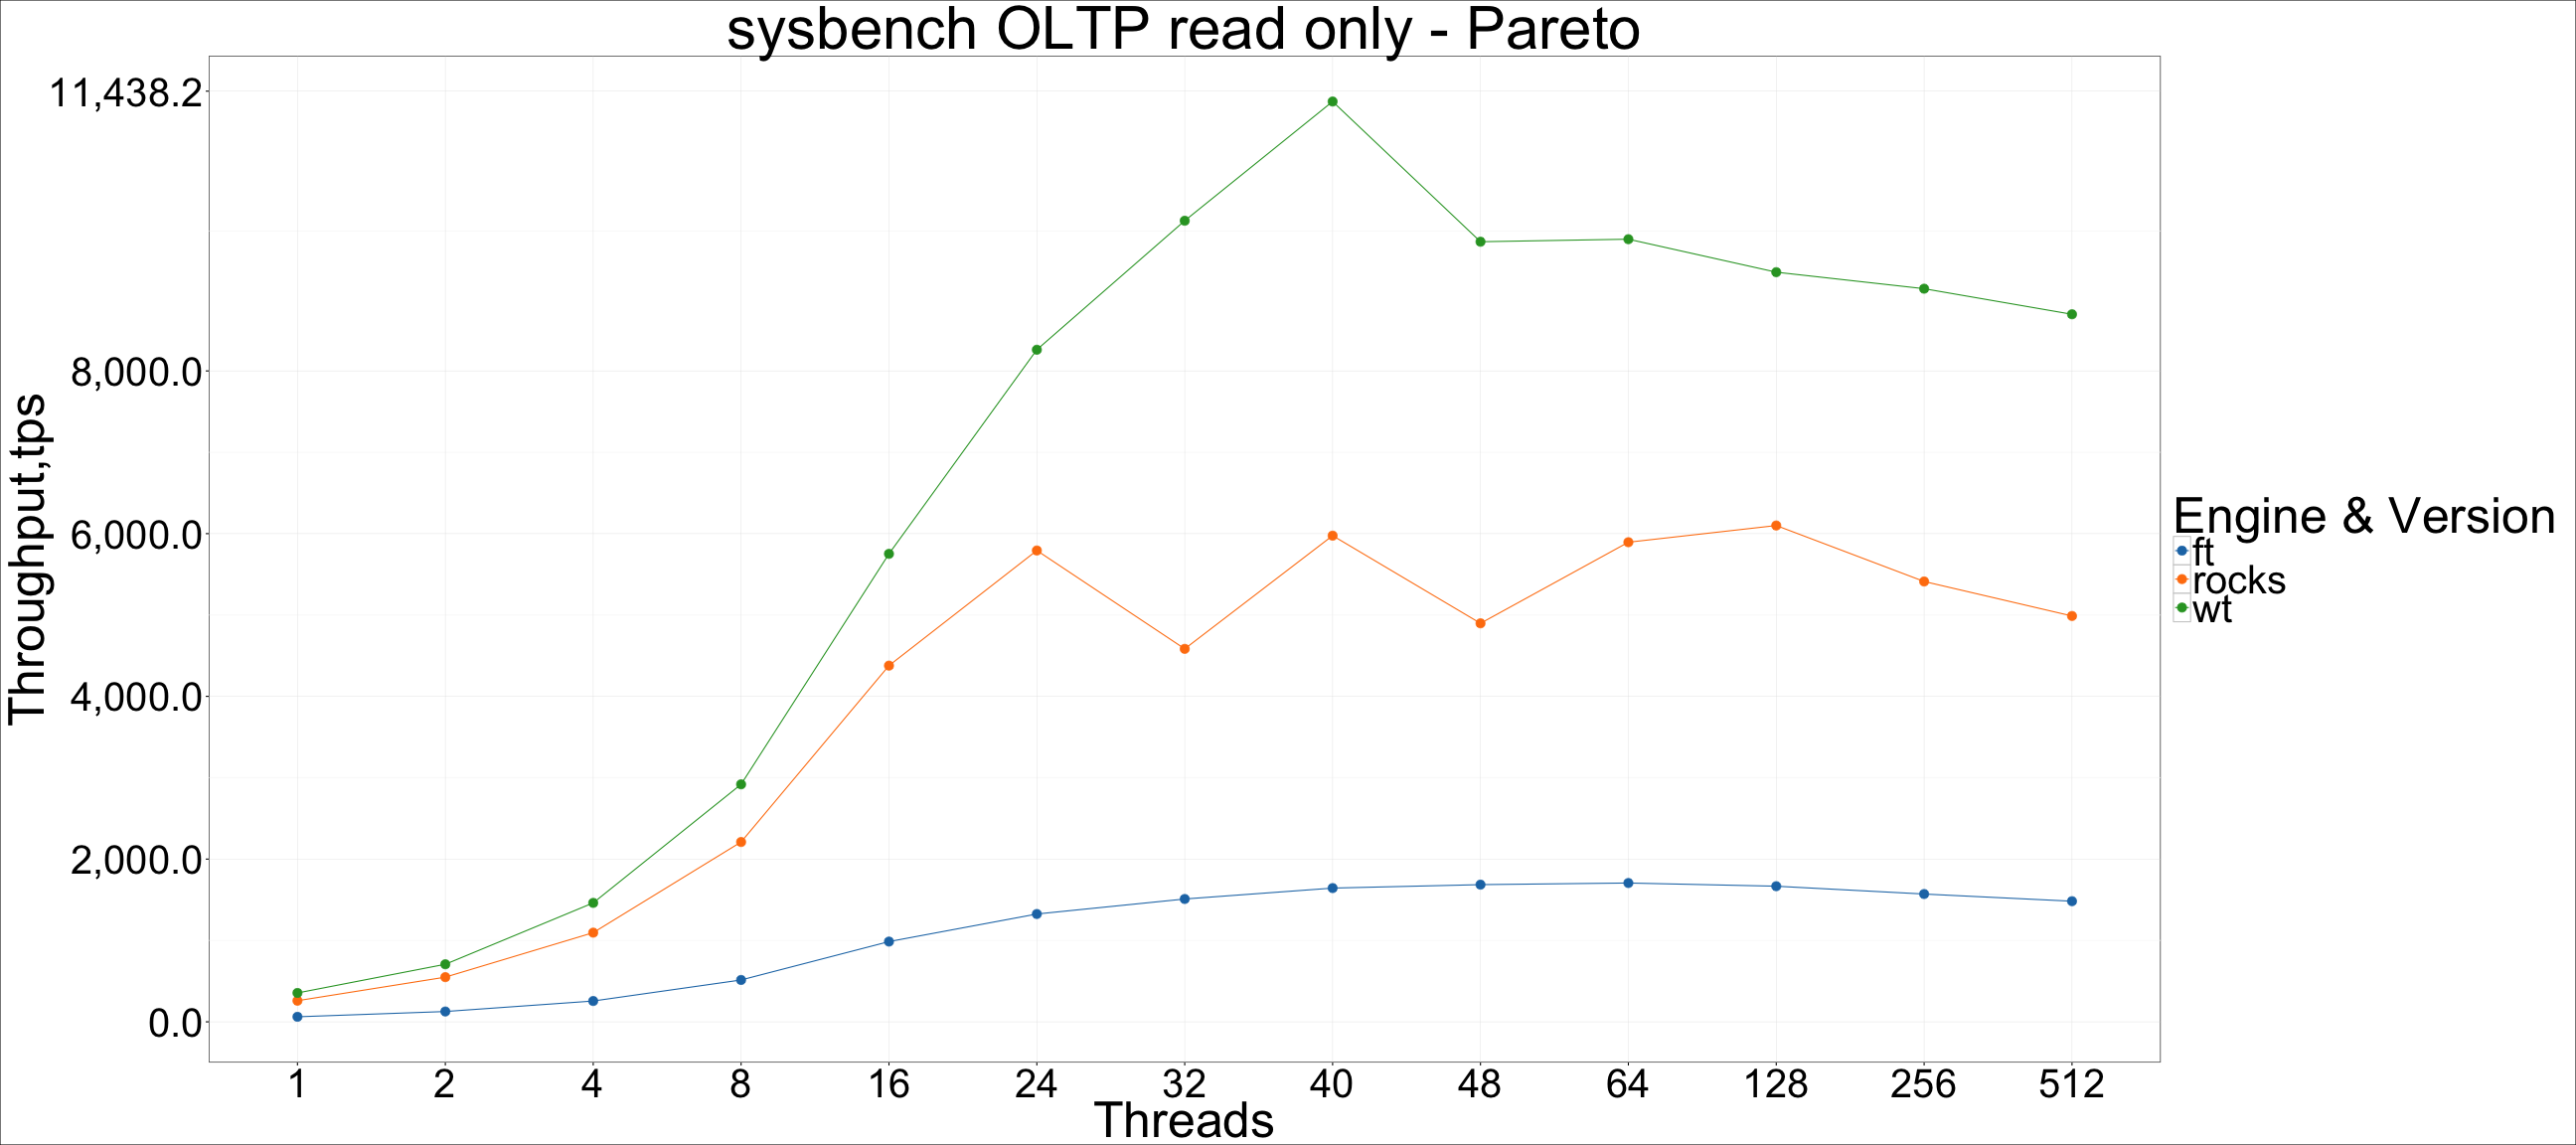 sysbench OLTP read only - Pareto
11,438.2
8,000.0
6,000.0
4,000.0
2,000.0
0.0
Throughput,tps
1 2 4 8 16 24 32 40 48 64 128 256 512
Threads
Engine & Version
ft
rocks
wt